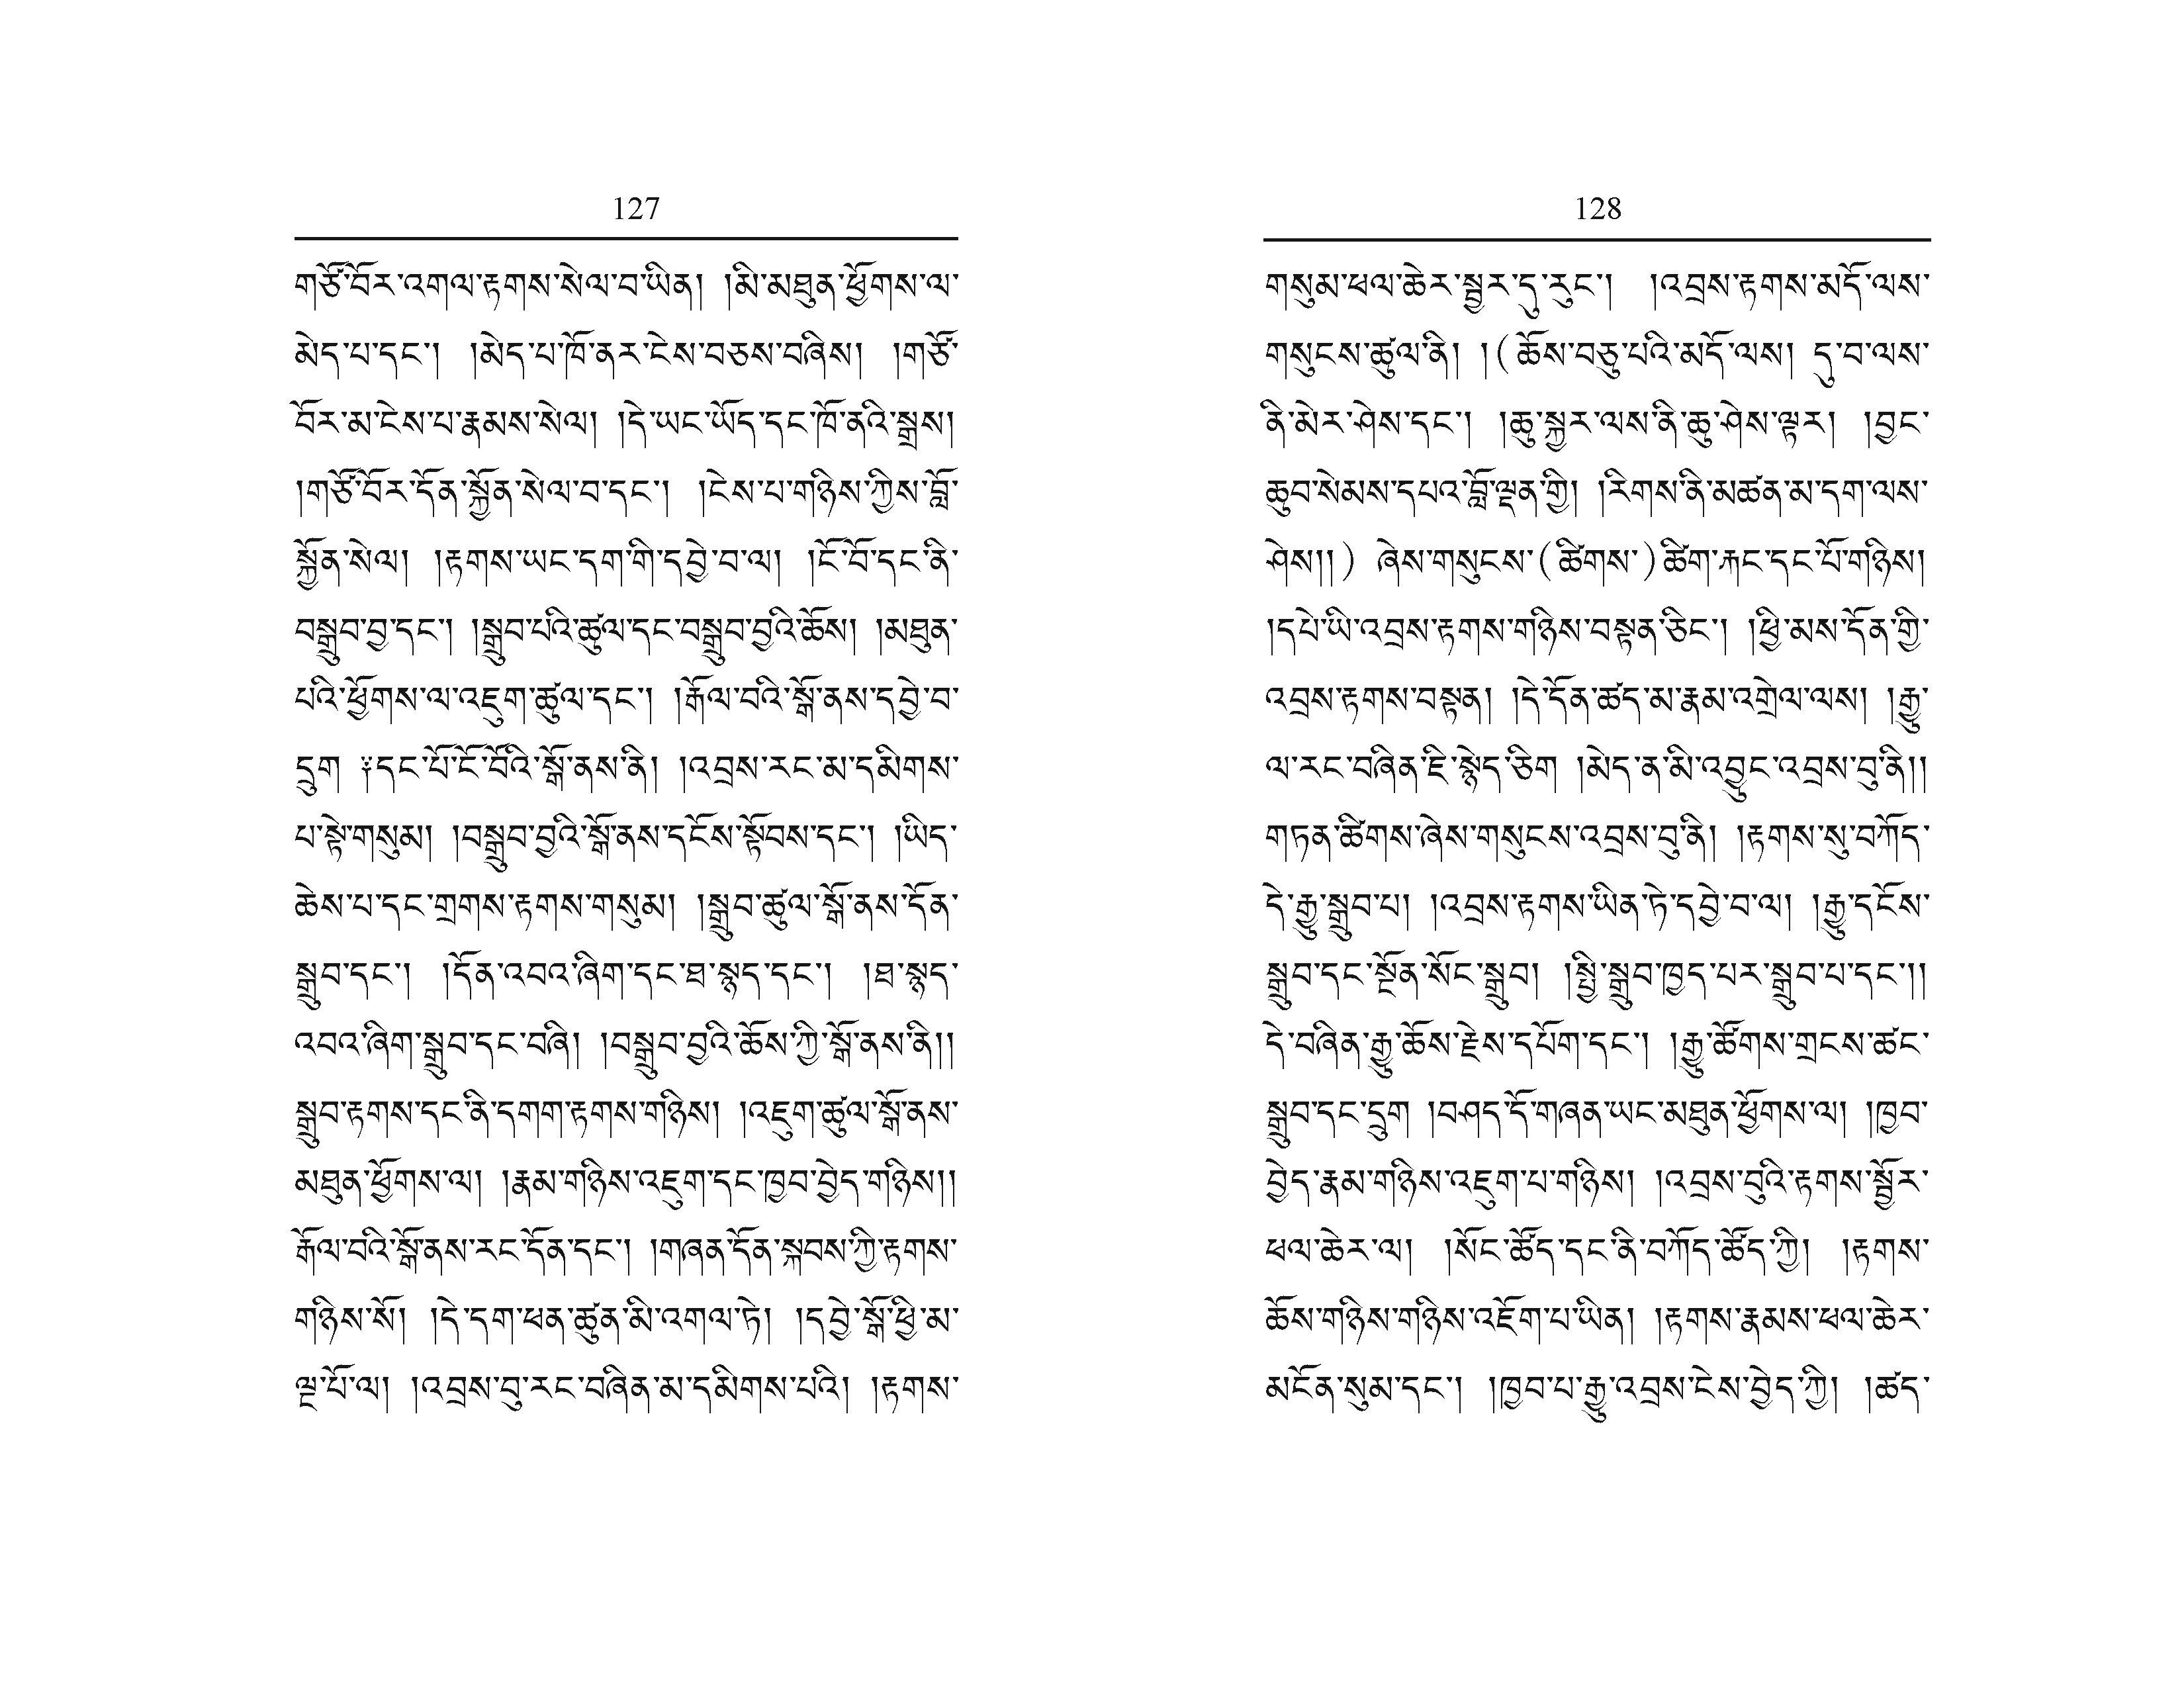 127
གཙོ་བོར་འགལ་རྟགས་སེལ་བ་ཡིན། །མི་མཐུན་ཕྱོགས་ལ་
མེད་པ་དང་། །མེད་པ་ཁོ་ནར་ངེས་བཅས་བཞིས། །གཙོ་
བོར་མ་ངེས་པ་རྣམས་སེལ། །དེ་ཡང་ཡོད་དང་ཁོ་ནའི་སྒྲས།
།གཙོ་བོར་དོན་སྐྱོན་སེལ་བ་དང་། །ངེས་པ་གཉིས་ཀྱིས་བློ་
སྐྱོན་སེལ། །རྟགས་ཡང་དག་གི་དབྱེ་བ་ལ། །ངོ་བོ་དང་ནི་
བསྒྲུབ་བྱ་དང་། །སྒྲུབ་པའི་ཚུལ་དང་བསྒྲུབ་བྱའི་ཆོས། །མཐུན་
པའི་ཕྱོགས་ལ་འཇུག་ཚུལ་དང་། །རྒོལ་བའི་སྒོ་ནས་དབྱེ་བ་
དྲུག ༈དང་པོ་ངོ་བོའི་སྒོ་ནས་ནི། །འབྲས་རང་མ་དམིགས་
པ་སྟེ་གསུམ། །བསྒྲུབ་བྱའི་སྒོ་ནས་དངོས་སྟོབས་དང་། །ཡིད་
ཆེས་པ་དང་གྲགས་རྟགས་གསུམ། །སྒྲུབ་ཚུལ་སྒོ་ནས་དོན་
སྒྲུབ་དང་། །དོན་འབའ་ཞིག་དང་ཐ་སྙད་དང་། །ཐ་སྙད་
འབའ་ཞིག་སྒྲུབ་དང་བཞི། །བསྒྲུབ་བྱའི་ཆོས་ཀྱི་སྒོ་ནས་ནི།།
སྒྲུབ་རྟགས་དང་ནི་དགག་རྟགས་གཉིས། །འཇུག་ཚུལ་སྒོ་ནས་
མཐུན་ཕྱོགས་ལ། །རྣམ་གཉིས་འཇུག་དང་ཁྱབ་བྱེད་གཉིས།།
རྒོལ་བའི་སྒོ་ནས་རང་དོན་དང་། །གཞན་དོན་སྐབས་ཀྱི་རྟགས་
གཉིས་སོ། །དེ་དག་ཕན་ཚུན་མི་འགལ་ཏེ། །དབྱེ་སྒོ་ཕྱི་མ་
ལྔ་པོ་ལ། །འབྲས་བུ་རང་བཞིན་མ་དམིགས་པའི། །རྟགས་
128
གསུམ་ཕལ་ཆེར་སྦྱར་དུ་རུང་། །འབྲས་རྟགས་མདོ་ལས་
གསུངས་ཚུལ་ནི། །(ཆོས་བཅུ་པའི་མདོ་ལས། དུ་བ་ལས་
ནི་མེར་ཤེས་དང་། །ཆུ་སྐྱར་ལས་ནི་ཆུ་ཤེས་ལྟར། །བྱང་
ཆུབ་སེམས་དཔའ་བློ་ལྡན་གྱི། །རིགས་ནི་མཚན་མ་དག་ལས་
ཤེས།།) ཞེས་གསུངས་(ཚིགས་)ཚིག་རྐང་དང་པོ་གཉིས།
།དཔེ་ཡི་འབྲས་རྟགས་གཉིས་བསྟན་ཅིང་། །ཕྱི་མས་དོན་གྱི་
འབྲས་རྟགས་བསྟན། །དེ་དོན་ཚད་མ་རྣམ་འགྲེལ་ལས། །རྒྱུ་
ལ་རང་བཞིན་ཇི་སྙེད་ཅིག །མེད་ན་མི་འབྱུང་འབྲས་བུ་ནི།།
གཏན་ཚིགས་ཞེས་གསུངས་འབྲས་བུ་ནི། །རྟགས་སུ་བཀོད་
དེ་རྒྱུ་སྒྲུབ་པ། །འབྲས་རྟགས་ཡིན་ཏེ་དབྱེ་བ་ལ། །རྒྱུ་དངོས་
སྒྲུབ་དང་སྔོན་སོང་སྒྲུབ། །སྤྱི་སྒྲུབ་ཁྱད་པར་སྒྲུབ་པ་དང་།།
དེ་བཞིན་རྒྱུ་ཆོས་རྗེས་དཔོག་དང་། །རྒྱུ་ཚོགས་གྲངས་ཚང་
སྒྲུབ་དང་དྲུག །བཤད་དོ་གཞན་ཡང་མཐུན་ཕྱོགས་ལ། །ཁྱབ་
བྱེད་རྣམ་གཉིས་འཇུག་པ་གཉིས། །འབྲས་བུའི་རྟགས་སྦྱོར་
ཕལ་ཆེར་ལ། །སོང་ཚོད་དང་ནི་བཀོད་ཚོད་ཀྱི། །རྟགས་
ཆོས་གཉིས་གཉིས་འཇོག་པ་ཡིན། །རྟགས་རྣམས་ཕལ་ཆེར་
མངོན་སུམ་དང་། །ཁྱབ་པ་རྒྱུ་འབྲས་ངེས་བྱེད་ཀྱི། །ཚད་